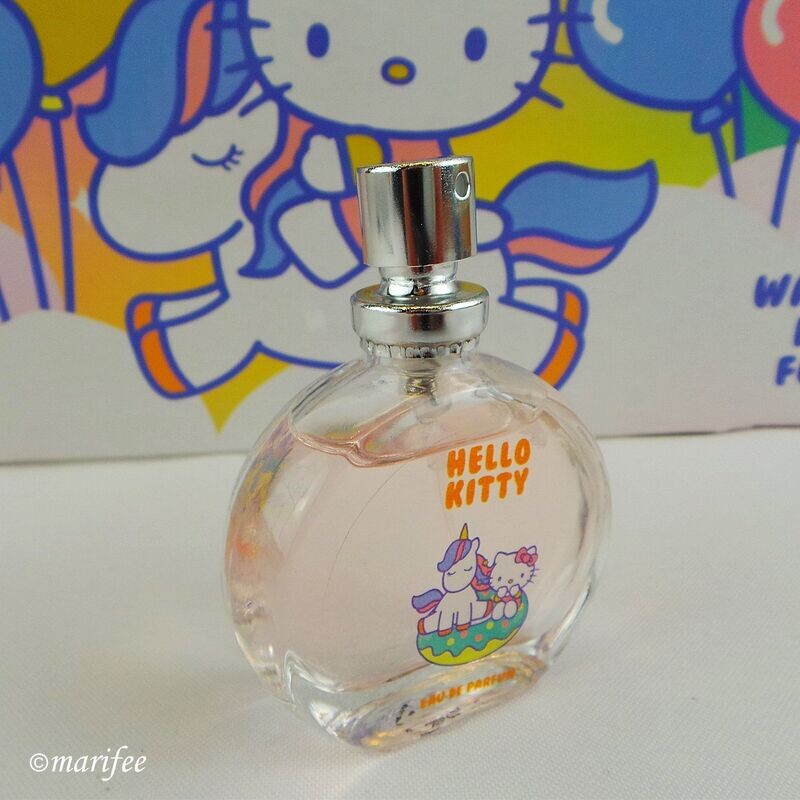 HELLO
KITTY
EAU DE PARFUM
©marifee